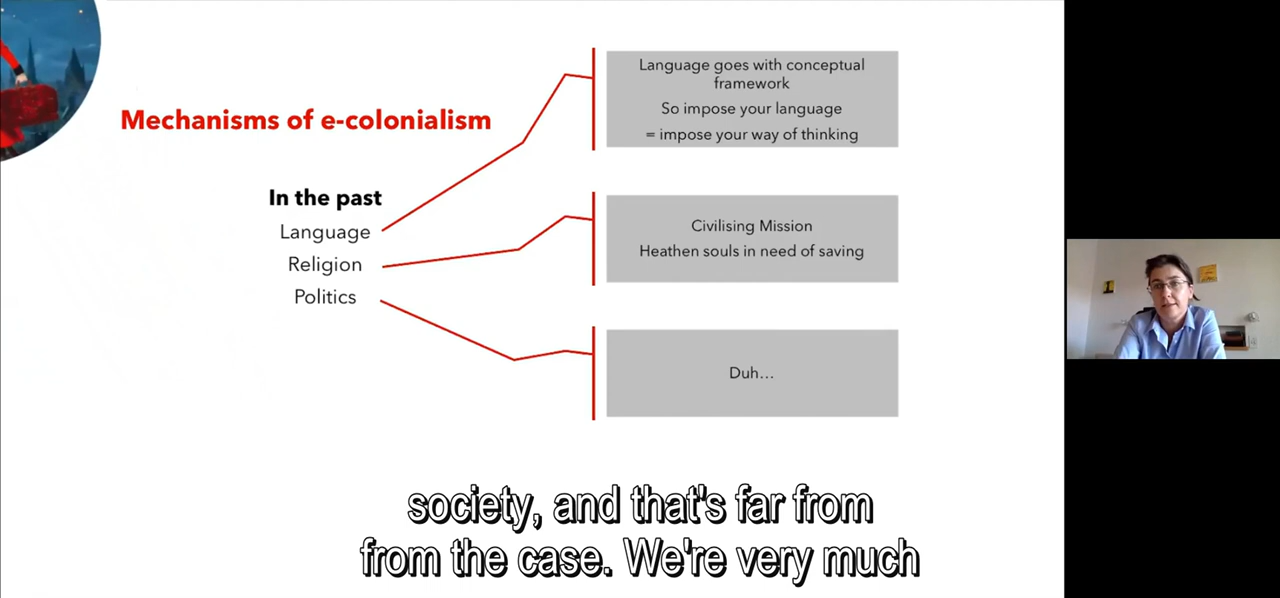 Mechanisms of e-colonialism
In the past
Language
Religion
Politics
Language goes with conceptual
framework
So impose your language
= impose your way of thinking
Civilising Mission
Heathen souls in need of saving
Duh…
society, and that's far from
from the case. We're very much